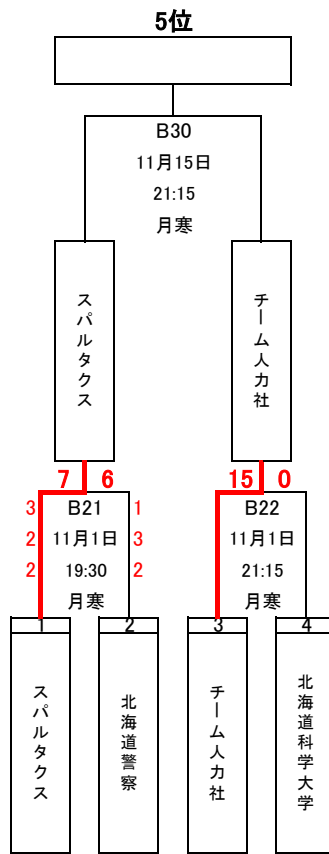 5位
B30
11月15日
21:15
月寒
スパルタクス
チーム人力社
7 6
15 0
3 B21 1
2 11月1日 3
2 19:30 2
月寒
B22
11月1日
21:15
月寒
1
2
3
4
スパルタクス
北海道警察
チーム人力社
北海道科学大学